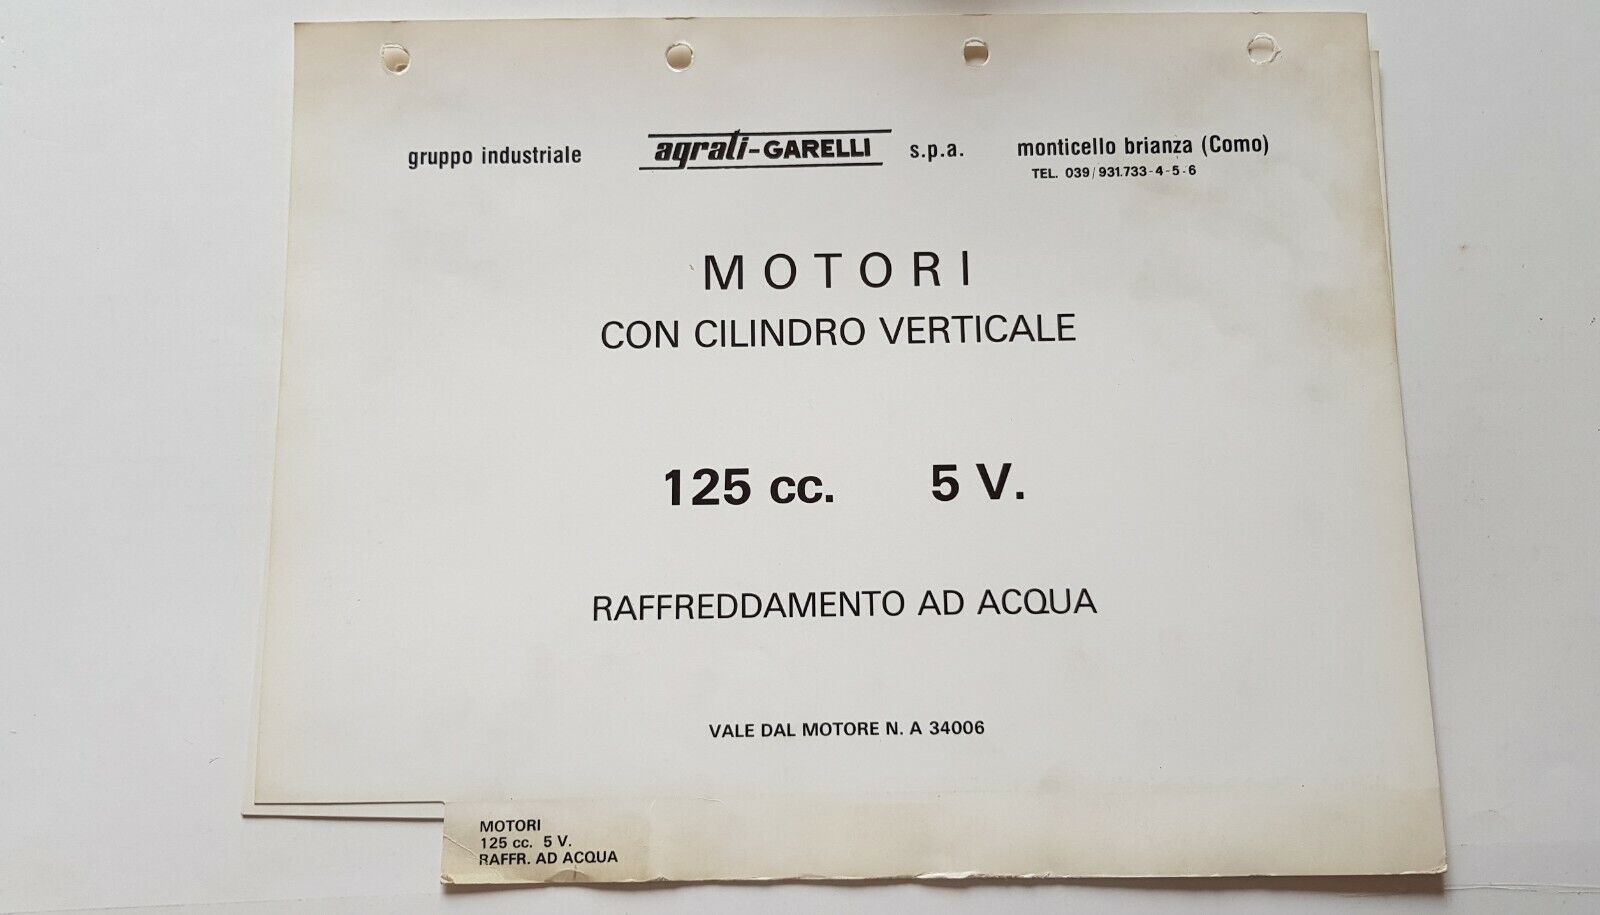 gruppo industriale agrati-GARELLI s.p.a. monticello brianza (Como)
TEL. 039/931.733-4-5-6
MOTORI
CON CILINDRO VERTICALE
125 cc. 5 V.
RAFFREDDAMENTO AD ACQUA
VALE DAL MOTORE N. A 34006
MOTORI
125 cc. 5 V.
RAFFR. AD ACQUA